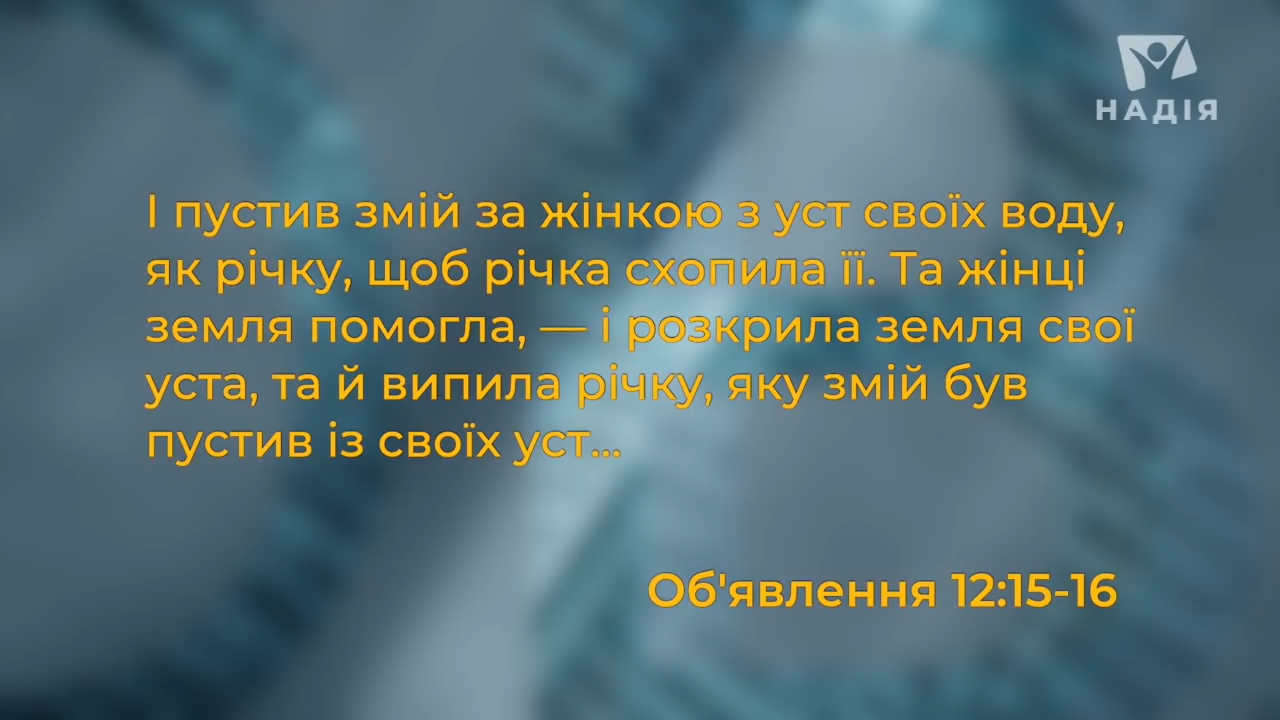 НАДІЯ
І пустив змій за жінкою з уст своїх воду,
як річку, щоб річка схопила її. Та жінці
земля помогла, — і розкрила земля свої
уста, та й випила річку, яку змій був
пустив із своїх уст...
Об'явлення 12:15-16